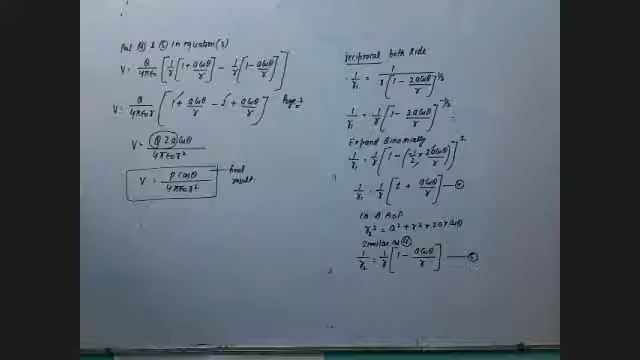 Put ④ & ⑤ in equation (3)
V = Q/4πε₀ [1/r [1 + a cosθ/r] - 1/r [1 - a cosθ/r]]
V = Q/4πε₀r [1 + a cosθ/r - 1 + a cosθ/r] Page-2
V = Q 2a cosθ/4πε₀r²
V = P cosθ/4πε₀r² final result
reciprocal both side
1/r₁ = 1/r[1 - 2a cosθ/r]^1/2
1/r₁ = 1/r [1 - 2a cosθ/r]^-1/2
Expand Binomially
1/r₁ = 1/r [1 - (-1/2 × 2a cosθ/r)]
1/r₁ = 1/r [1 + a cosθ/r] — ④
In Δ AOP
r₂² = a² + r² + 2ar cosθ
Similar as ④
1/r₂ = 1/r [1 - a cosθ/r] — ⑤